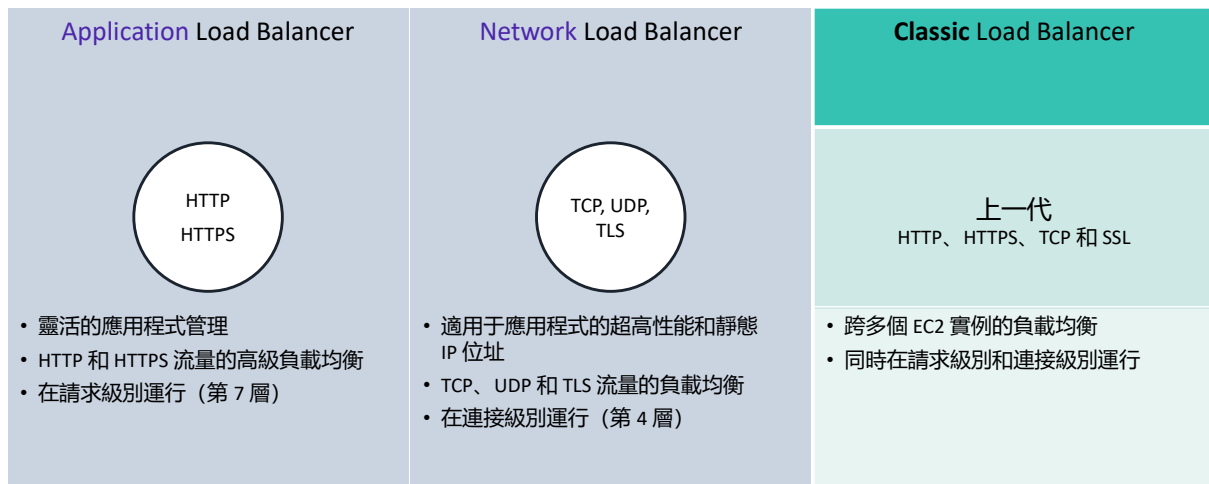 Application Load Balancer
HTTP
HTTPS
• 靈活的應用程式管理
• HTTP 和 HTTPS 流量的高級負載均衡
• 在請求級別運行（第 7 層）
Network Load Balancer
TCP, UDP,
TLS
• 適用于應用程式的超高性能和靜態
IP 位址
• TCP、UDP 和 TLS 流量的負載均衡
• 在連接級別運行（第 4 層）
Classic Load Balancer
上一代
HTTP、HTTPS、TCP 和 SSL
• 跨多個 EC2 實例的負載均衡
• 同時在請求級別和連接級別運行